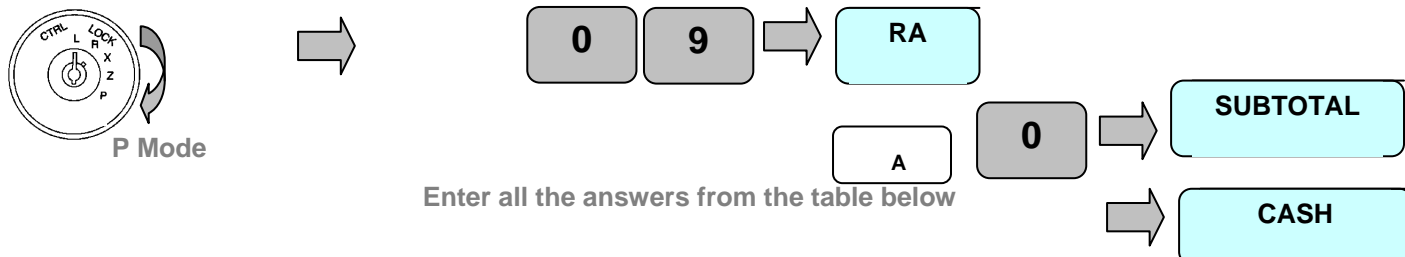 CTRL
LOCK
L
R
X
Z
P
P Mode
0 9 RA
A 0 SUBTOTAL
Enter all the answers from the table below
CASH